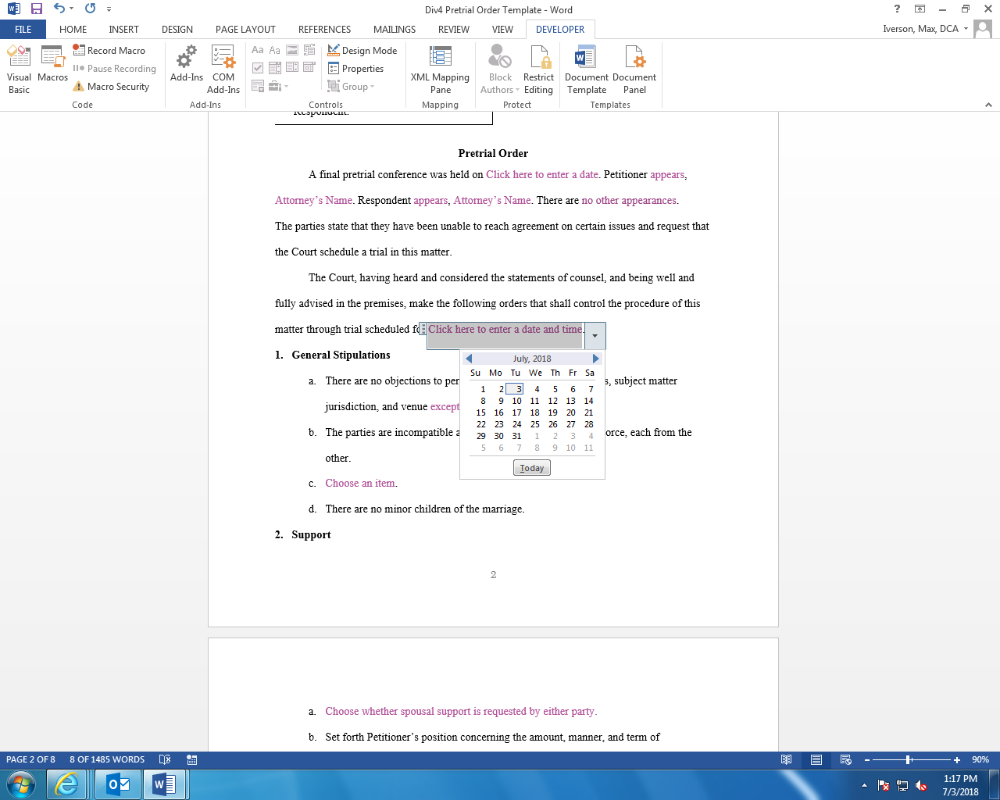 Div4 Pretrial Order Template - Word
FILE HOME INSERT DESIGN PAGE LAYOUT REFERENCES MAILINGS REVIEW VIEW DEVELOPER Iverson, Max, DCA
Visual Basic
Macros
Record Macro
Pause Recording
Macro Security
Code
Add-Ins
COM Add-Ins
Add-Ins
Aa Aa
Design Mode
Properties
Group
Controls
XML Mapping Pane
Mapping
Block Authors
Restrict Editing
Protect
Document Template
Document Panel
Templates
Respondent.
Pretrial Order
A final pretrial conference was held on Click here to enter a date. Petitioner appears,
Attorney's Name. Respondent appears, Attorney's Name. There are no other appearances.
The parties state that they have been unable to reach agreement on certain issues and request that
the Court schedule a trial in this matter.
The Court, having heard and considered the statements of counsel, and being well and
fully advised in the premises, make the following orders that shall control the procedure of this
matter through trial scheduled fo Click here to enter a date and time.
1. General Stipulations
July, 2018
Su Mo Tu We Th Fr Sa
1 2 3 4 5 6 7
8 9 10 11 12 13 14
15 16 17 18 19 20 21
22 23 24 25 26 27 28
29 30 31 1 2 3 4
5 6 7 8 9 10 11
Today
a. There are no objections to per s, subject matter
jurisdiction, and venue except
b. The parties are incompatible a orce, each from the
other.
c. Choose an item.
d. There are no minor children of the marriage.
2. Support
2
a. Choose whether spousal support is requested by either party.
b. Set forth Petitioner's position concerning the amount, manner, and term of
PAGE 2 OF 8 8 OF 1485 WORDS 90%
1:17 PM
7/3/2018